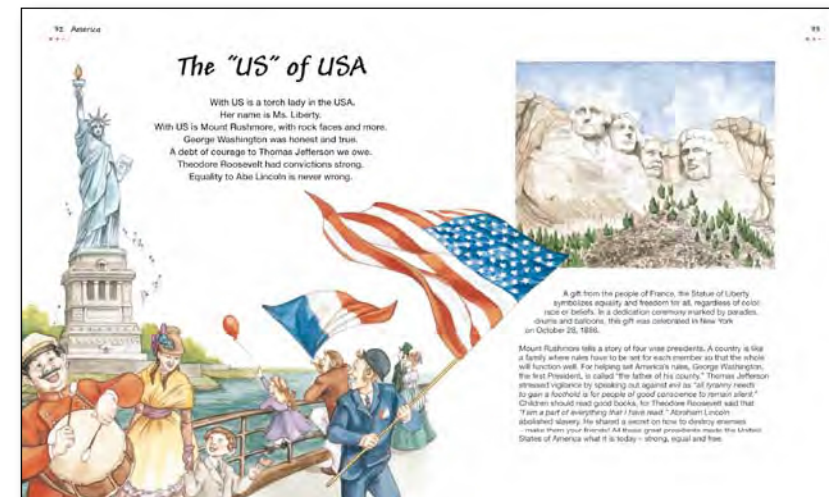 92 America
The "US" of USA
With US is a torch lady in the USA.
Her name is Ms. Liberty.
With US is Mount Rushmore, with rock faces and more.
George Washington was honest and true.
A debt of courage to Thomas Jefferson we owe.
Theodore Roosevelt had convictions strong.
Equality to Abe Lincoln is never wrong.
93
A gift from the people of France, the Statue of Liberty
symbolizes equality and freedom for all, regardless of color,
race or beliefs. In a dedication ceremony marked by parades,
drums and balloons, this gift was celebrated in New York
on October 28, 1886.
Mount Rushmore tells a story of four wise presidents. A country is like
a family where rules have to be set for each member so that the whole
will function well. For helping set America's rules, George Washington,
the first President, is called "the father of his country." Thomas Jefferson
stressed vigilance by speaking out against evil as "all tyranny needs
to gain a foothold is for people of good conscience to remain silent."
Children should read good books, for Theodore Roosevelt said that
"I am a part of everything that I have read." Abraham Lincoln
abolished slavery. He shared a secret on how to destroy enemies
– make them your friends! All these great presidents made the United
States of America what it is today – strong, equal and free.